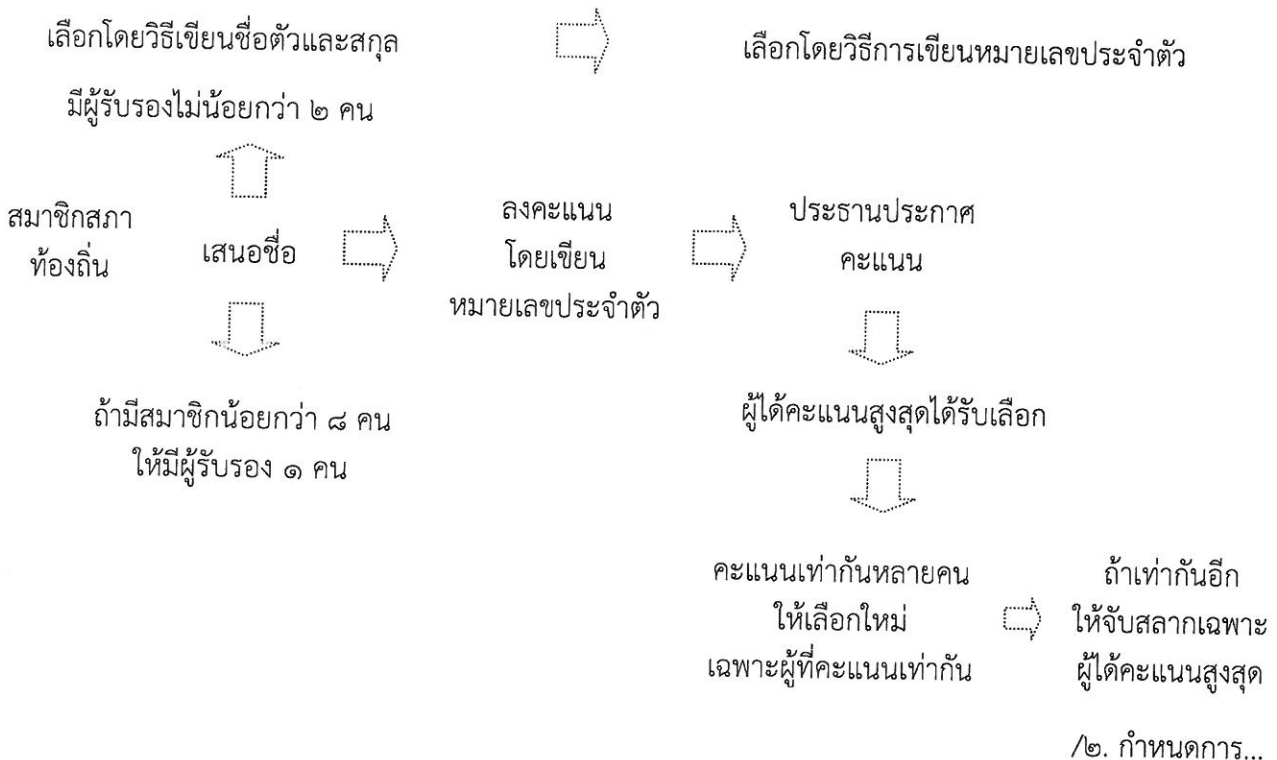 เลือกโดยวิธีเขียนชื่อตัวและสกุล
เลือกโดยวิธีการเขียนหมายเลขประจำตัว
มีผู้รับรองไม่น้อยกว่า ๒ คน
สมาชิกสภา
ท้องถิ่น
เสนอชื่อ
ลงคะแนน
โดยเขียน
หมายเลขประจำตัว
ประธานประกาศ
คะแนน
ถ้ามีสมาชิกน้อยกว่า ๘ คน
ให้มีผู้รับรอง ๑ คน
ผู้ได้คะแนนสูงสุดได้รับเลือก
คะแนนเท่ากันหลายคน
ให้เลือกใหม่
เฉพาะผู้ที่คะแนนเท่ากัน
ถ้าเท่ากันอีก
ให้จับสลากเฉพาะ
ผู้ได้คะแนนสูงสุด
/๒. กำหนดการ...